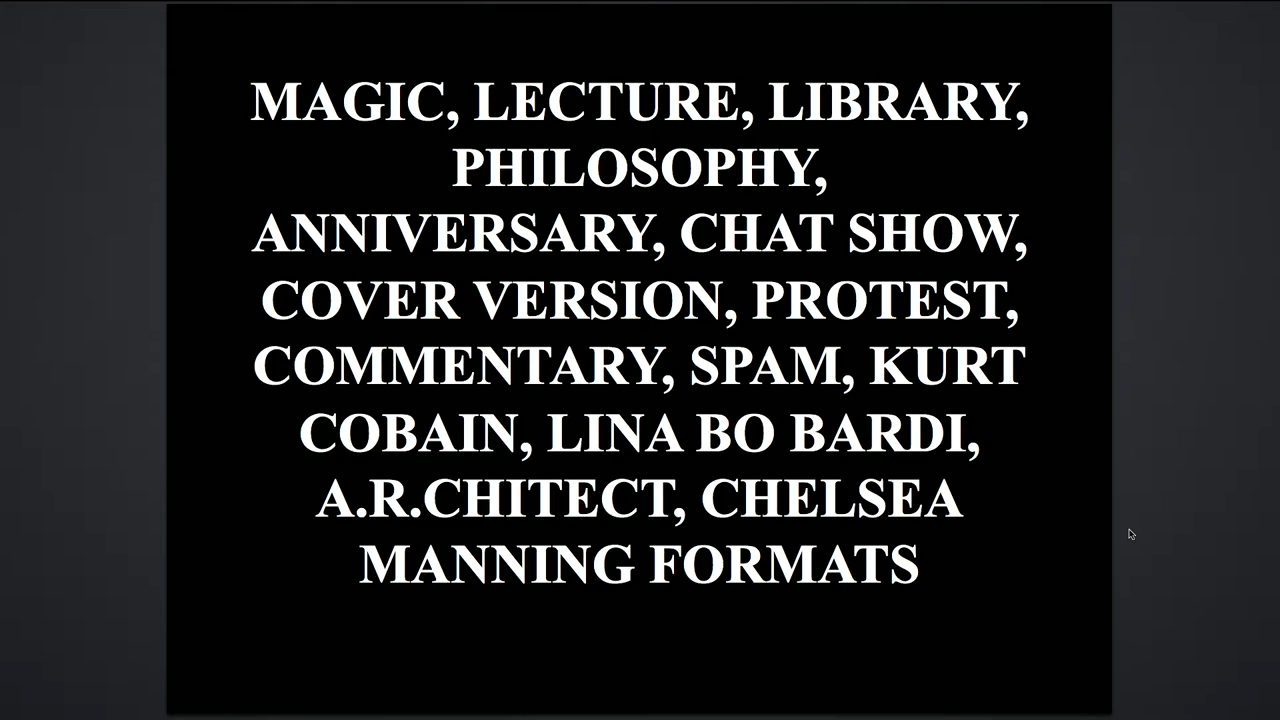 MAGIC, LECTURE, LIBRARY,
PHILOSOPHY,
ANNIVERSARY, CHAT SHOW,
COVER VERSION, PROTEST,
COMMENTARY, SPAM, KURT
COBAIN, LINA BO BARDI,
A.R.CHITECT, CHELSEA
MANNING FORMATS